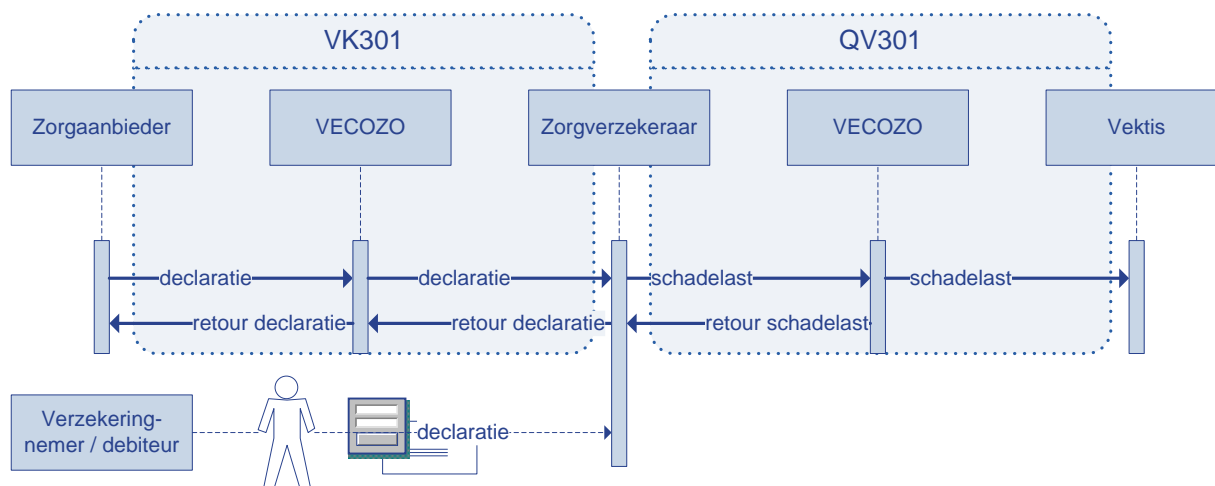 VK301
QV301
Zorgaanbieder
VECOZO
Zorgverzekeraar
VECOZO
Vektis
declaratie
declaratie
schadelast
schadelast
retour declaratie
retour declaratie
retour schadelast
Verzekering-
nemer / debiteur
declaratie